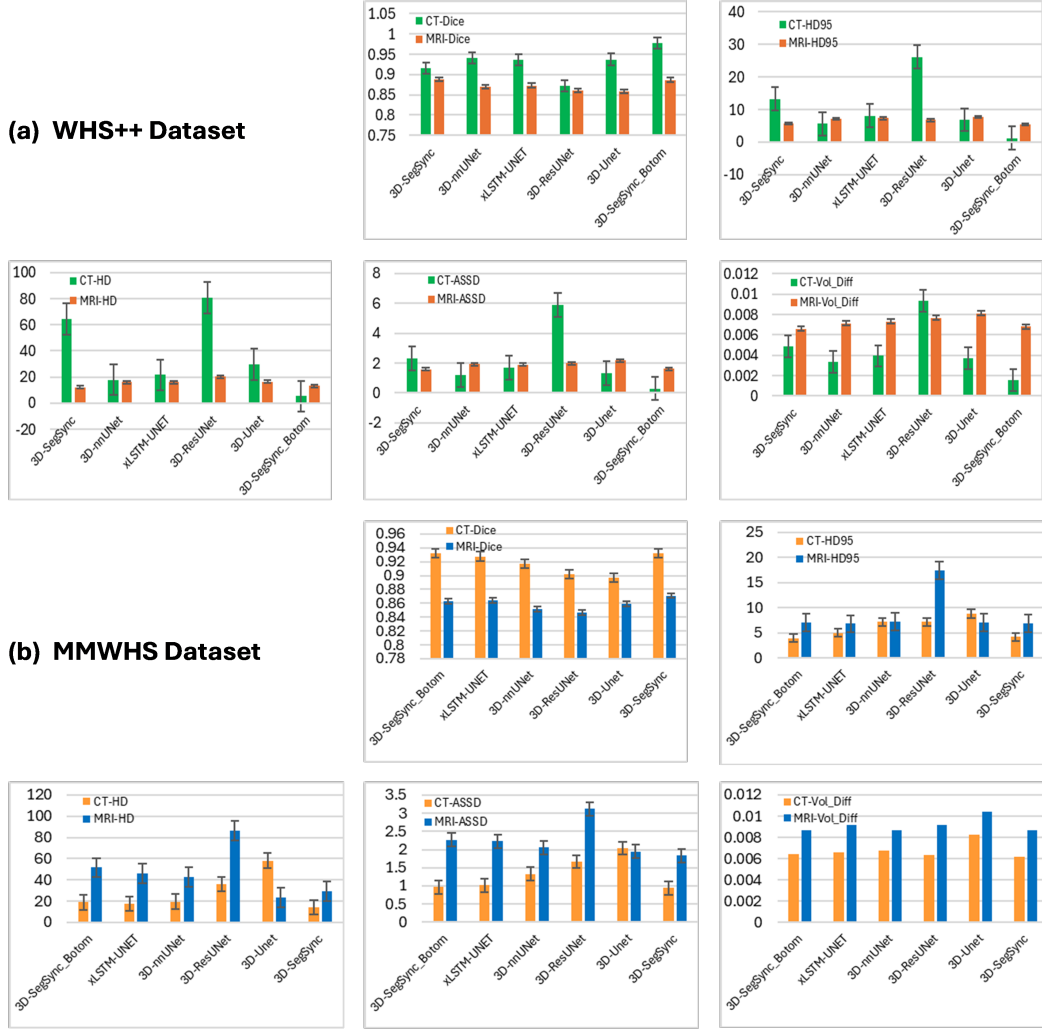 (a) WHS++ Dataset
1.05
1
0.95
0.9
0.85
0.8
0.75
CT-Dice
MRI-Dice
3D-SegSync
3D-nnUNet
xLSTM-UNET
3D-ResUNet
3D-Unet
3D-SegSync_Botom
40
30
20
10
0
-10
CT-HD95
MRI-HD95
3D-SegSync
3D-nnUNet
xLSTM-UNET
3D-ResUNet
3D-Unet
3D-SegSync_Botom
100
80
60
40
20
0
-20
CT-HD
MRI-HD
3D-SegSync
3D-nnUNet
xLSTM-UNET
3D-ResUNet
3D-Unet
3D-SegSync_Botom
8
6
4
2
0
-2
CT-ASSD
MRI-ASSD
3D-SegSync
3D-nnUNet
xLSTM-UNET
3D-ResUNet
3D-Unet
3D-SegSync_Botom
0.012
0.01
0.008
0.006
0.004
0.002
0
CT-Vol_Diff
MRI-Vol_Diff
3D-SegSync
3D-nnUNet
xLSTM-UNET
3D-ResUNet
3D-Unet
3D-SegSync_Botom
(b) MMWHS Dataset
0.96
0.94
0.92
0.9
0.88
0.86
0.84
0.82
0.8
0.78
CT-Dice
MRI-Dice
3D-SegSync_Botom
xLSTM-UNET
3D-nnUNet
3D-ResUNet
3D-Unet
3D-SegSync
25
20
15
10
5
0
CT-HD95
MRI-HD95
3D-SegSync_Botom
xLSTM-UNET
3D-nnUNet
3D-ResUNet
3D-Unet
3D-SegSync
120
100
80
60
40
20
0
CT-HD
MRI-HD
3D-SegSync_Botom
xLSTM-UNET
3D-nnUNet
3D-ResUNet
3D-Unet
3D-SegSync
3.5
3
2.5
2
1.5
1
0.5
0
CT-ASSD
MRI-ASSD
3D-SegSync_Botom
xLSTM-UNET
3D-nnUNet
3D-ResUNet
3D-Unet
3D-SegSync
0.012
0.01
0.008
0.006
0.004
0.002
0
CT-Vol_Diff
MRI-Vol_Diff
3D-SegSync_Botom
xLSTM-UNET
3D-nnUNet
3D-ResUNet
3D-Unet
3D-SegSync